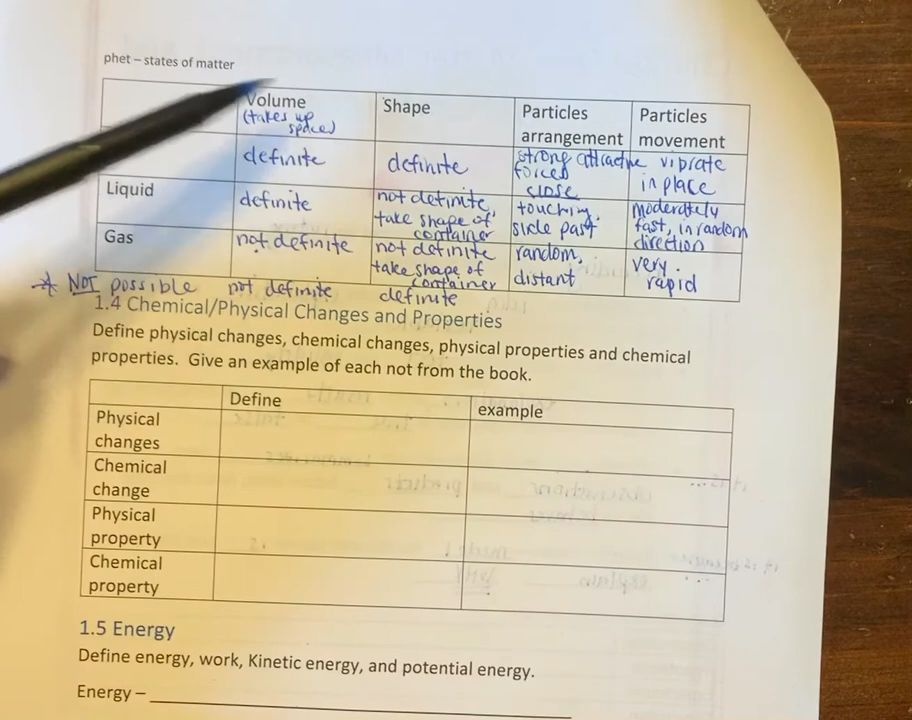 phet – states of matter
Volume
(takes up
space)
Shape
Particles
arrangement
Particles
movement
definite
definite
strong attractive
forces
close
vibrate
in place
Liquid
definite
not definite,
take shape of
container
touching,
slide past
moderately
fast, in random
direction
Gas
not definite
not definite
take shape of
container
random,
distant
very
rapid
NOT possible not definite definite
1.4 Chemical/Physical Changes and Properties
Define physical changes, chemical changes, physical properties and chemical
properties. Give an example of each not from the book.
Define
example
Physical
changes
Chemical
change
Physical
property
Chemical
property
1.5 Energy
Define energy, work, Kinetic energy, and potential energy.
Energy –